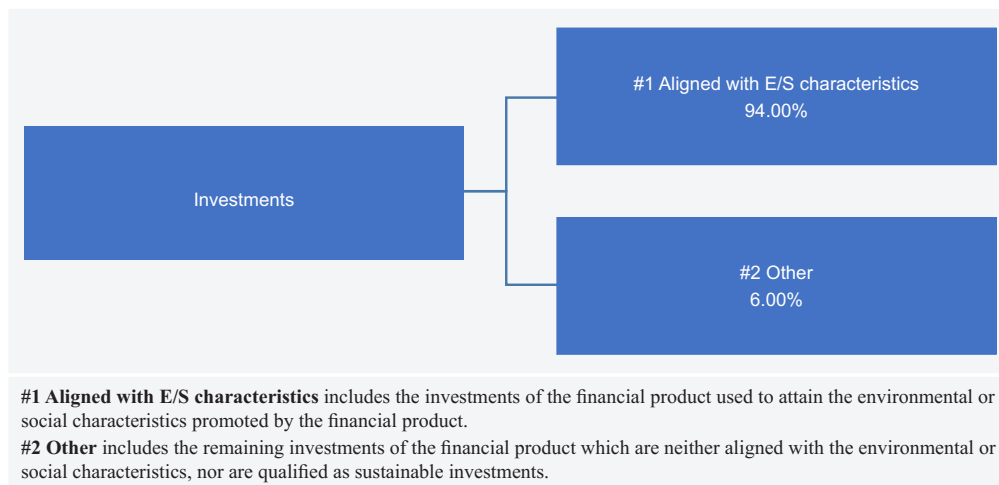 #1 Aligned with E/S characteristics
94.00%
Investments
#2 Other
6.00%
#1 Aligned with E/S characteristics includes the investments of the financial product used to attain the environmental or
social characteristics promoted by the financial product.
#2 Other includes the remaining investments of the financial product which are neither aligned with the environmental or
social characteristics, nor are qualified as sustainable investments.